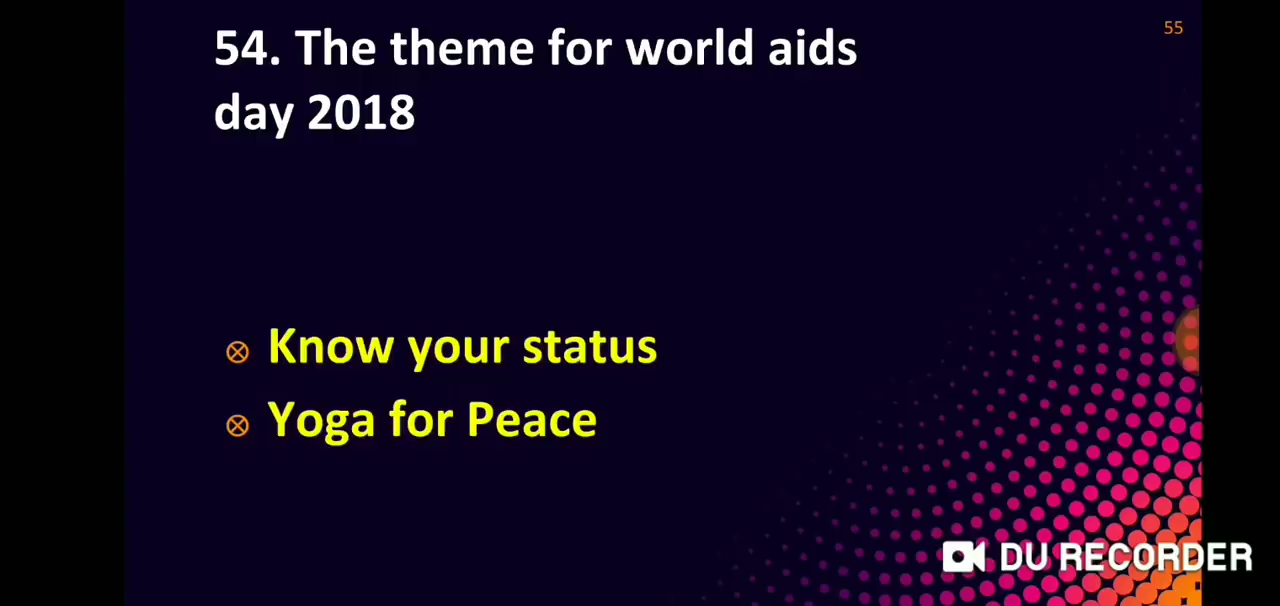 55
54. The theme for world aids
day 2018
Know your status
Yoga for Peace
DU RECORDER